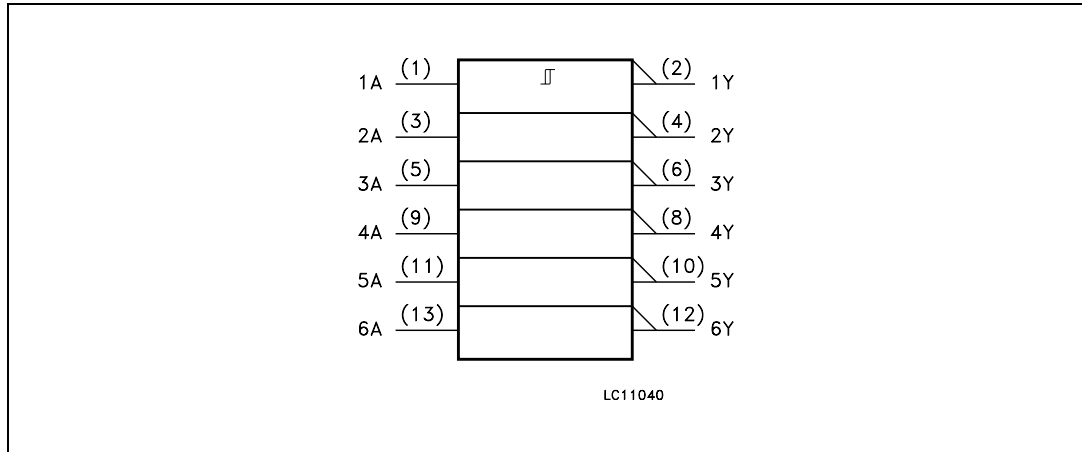 1A (1) (2) 1Y
2A (3) (4) 2Y
3A (5) (6) 3Y
4A (9) (8) 4Y
5A (11) (10) 5Y
6A (13) (12) 6Y
LC11040